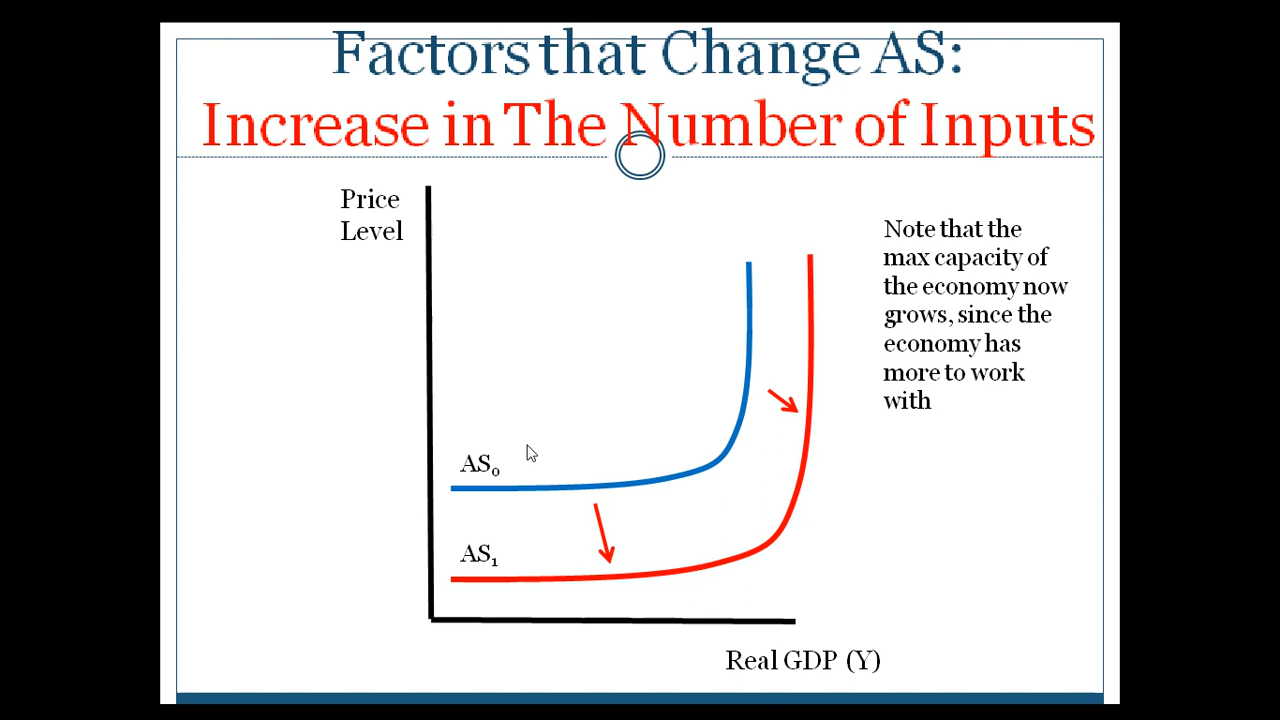 Factors that Change AS:
Increase in The Number of Inputs
Price
Level
Note that the
max capacity of
the economy now
grows, since the
economy has
more to work
with
AS₀
AS₁
Real GDP (Y)